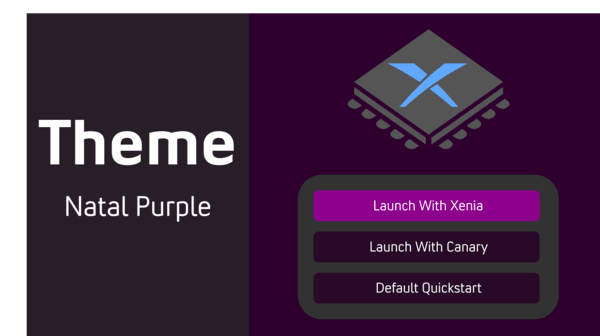 Theme
Natal Purple
Launch With Xenia
Launch With Canary
Default Quickstart